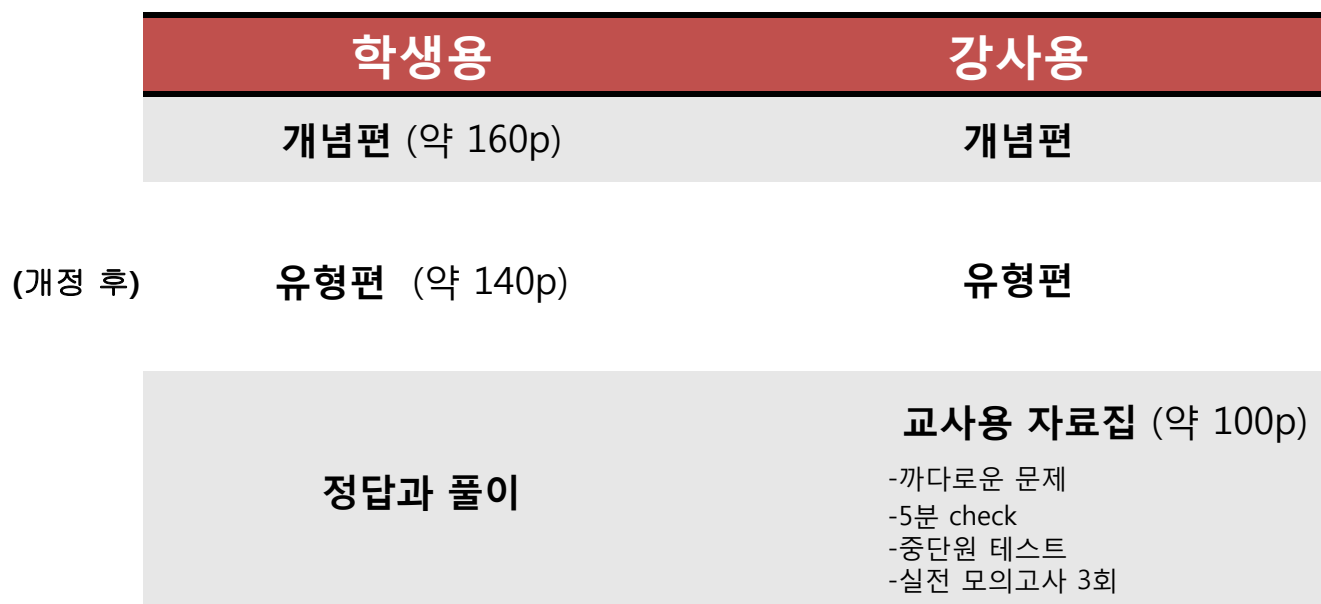 학생용 강사용
개념편 (약 160p) 개념편
(개정 후) 유형편 (약 140p) 유형편
교사용 자료집 (약 100p)
정답과 풀이
-까다로운 문제
-5분 check
-중단원 테스트
-실전 모의고사 3회